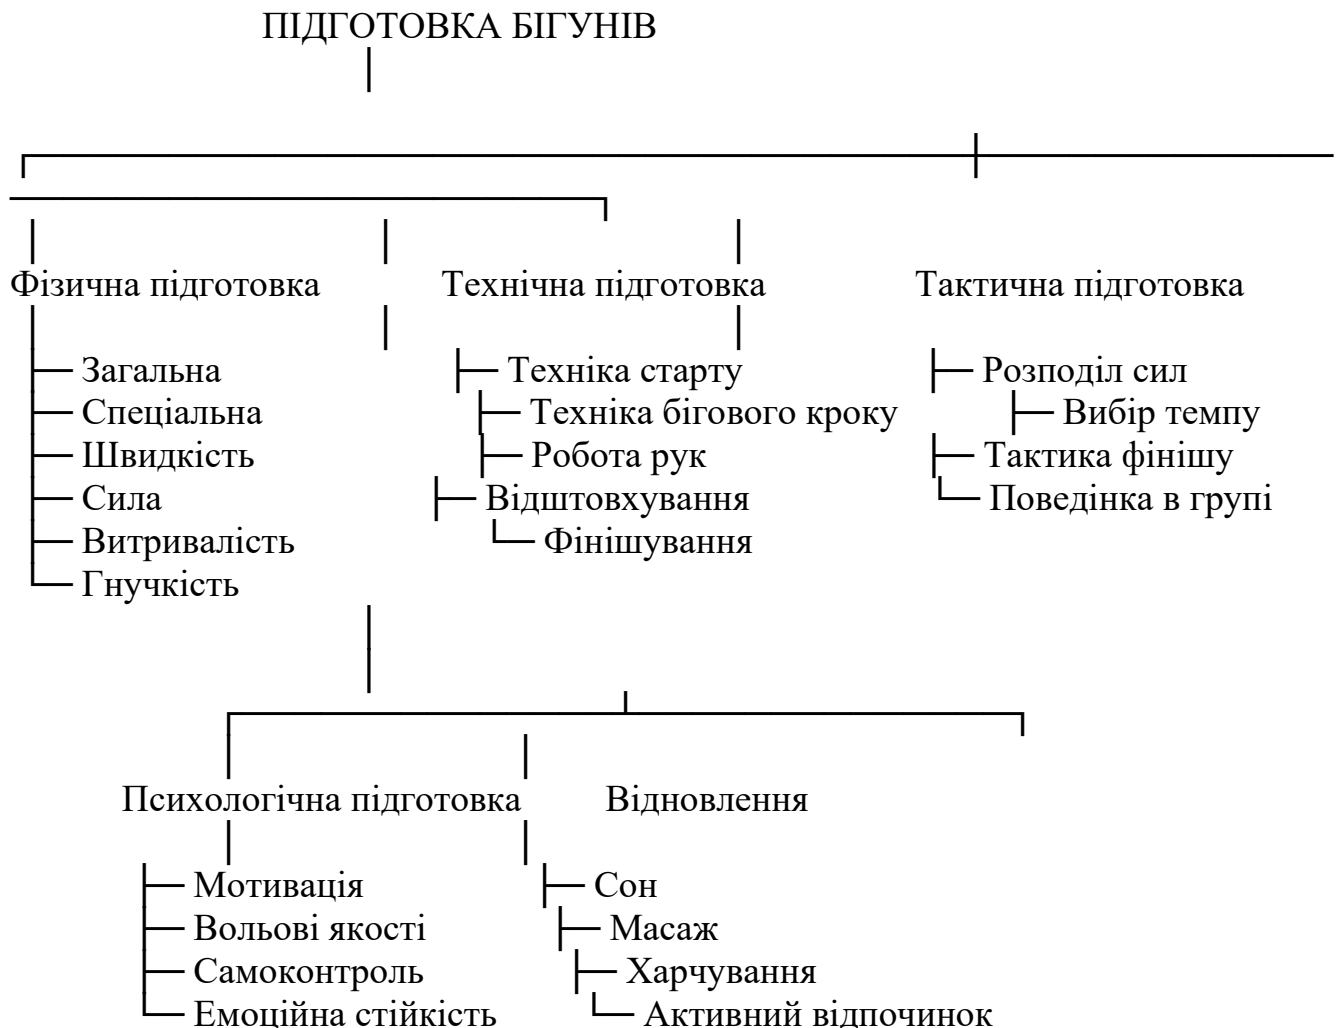 ПІДГОТОВКА БІГУНІВ
Фізична підготовка Технічна підготовка Тактична підготовка
Загальна Техніка старту Розподіл сил
Спеціальна Техніка бігового кроку Вибір темпу
Швидкість Робота рук Тактика фінішу
Сила Відштовхування Поведінка в групі
Витривалість Фінішування
Гнучкість
Психологічна підготовка Відновлення
Мотивація Сон
Вольові якості Масаж
Самоконтроль Харчування
Емоційна стійкість Активний відпочинок